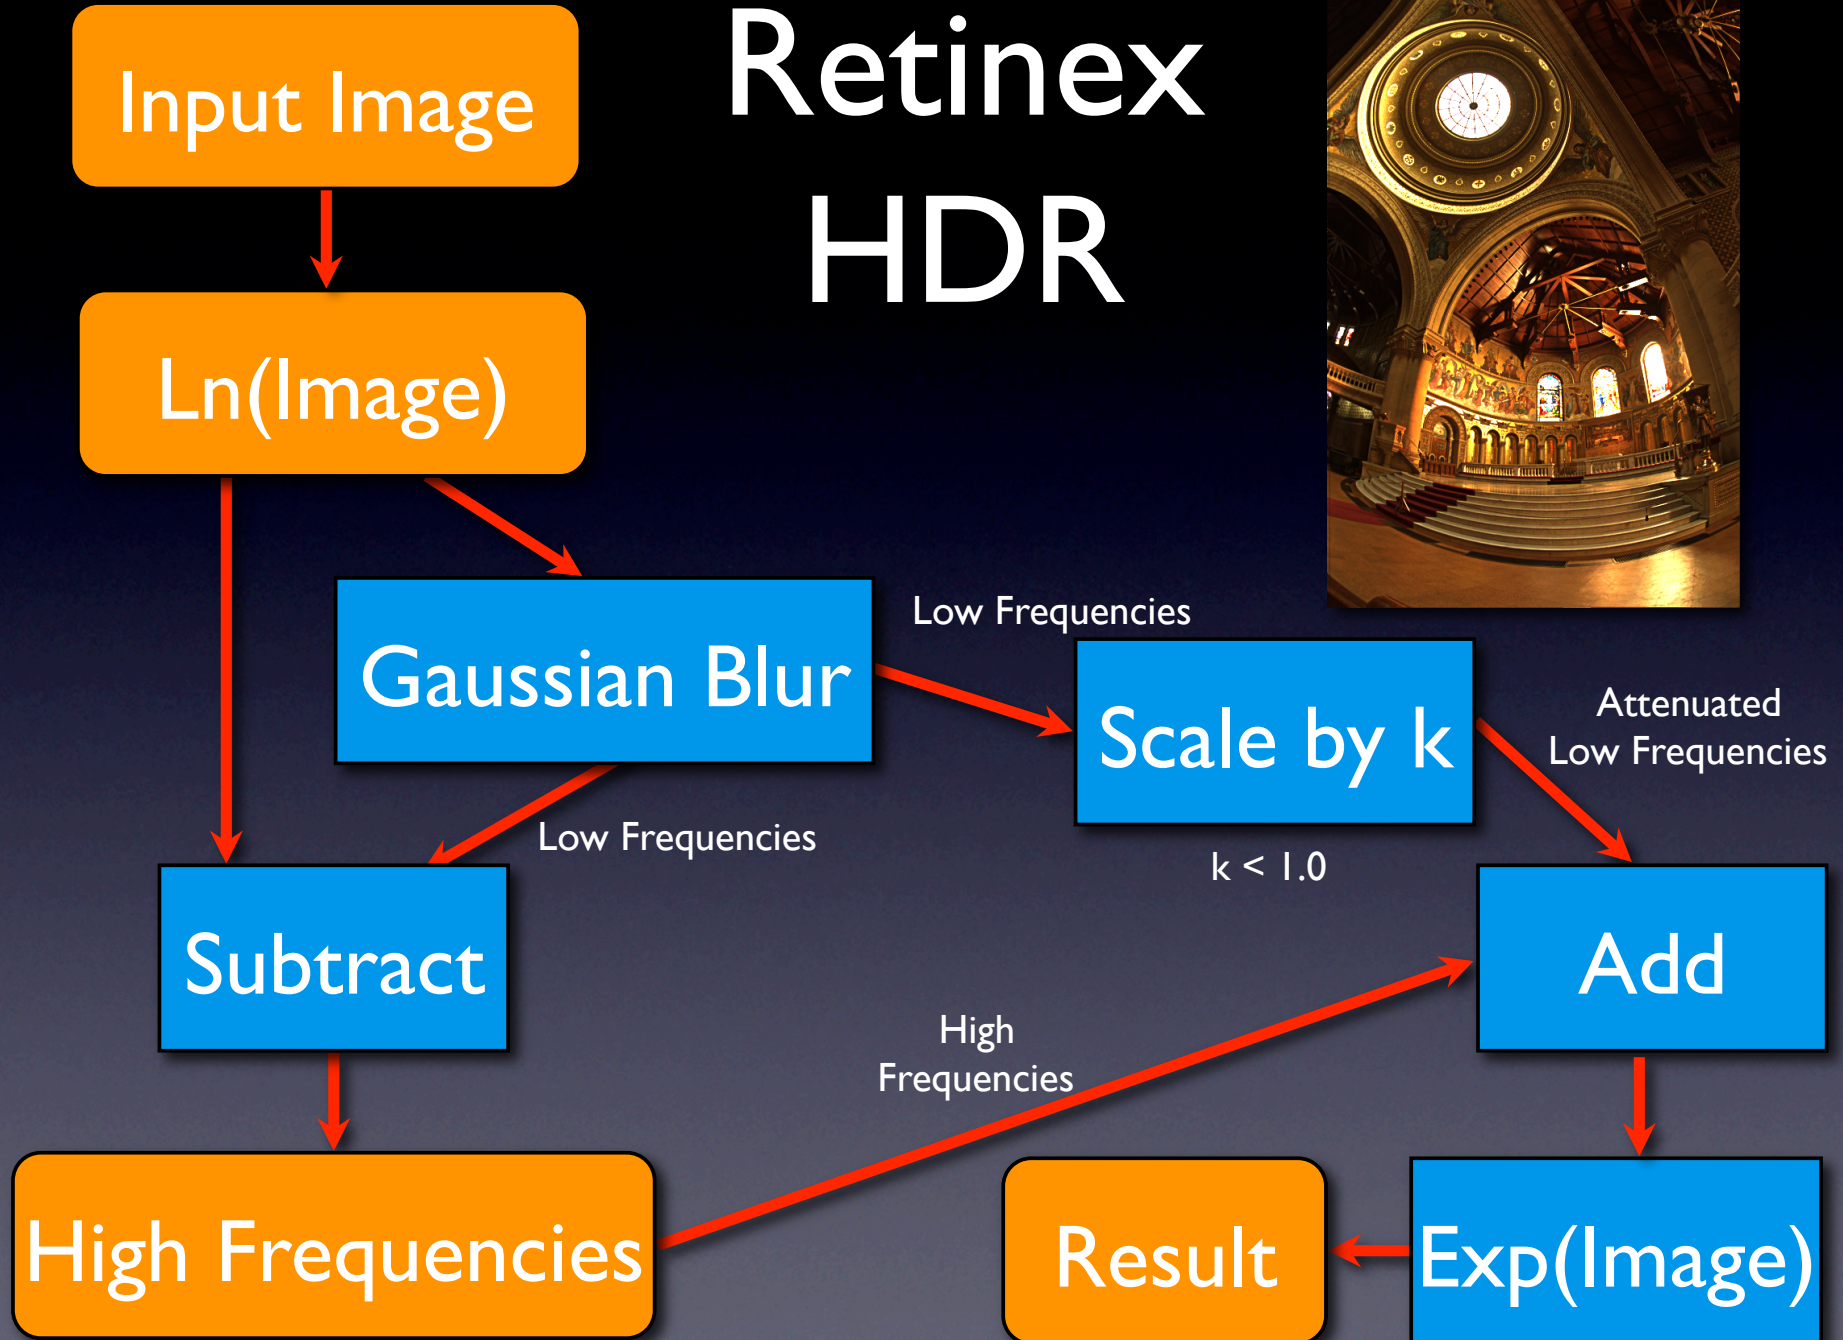 Retinex
HDR
Input Image
Ln(Image)
Gaussian Blur
Low Frequencies
Scale by k
k < 1.0
Attenuated
Low Frequencies
Low Frequencies
Subtract
Add
High
Frequencies
High Frequencies
Result
Exp(Image)